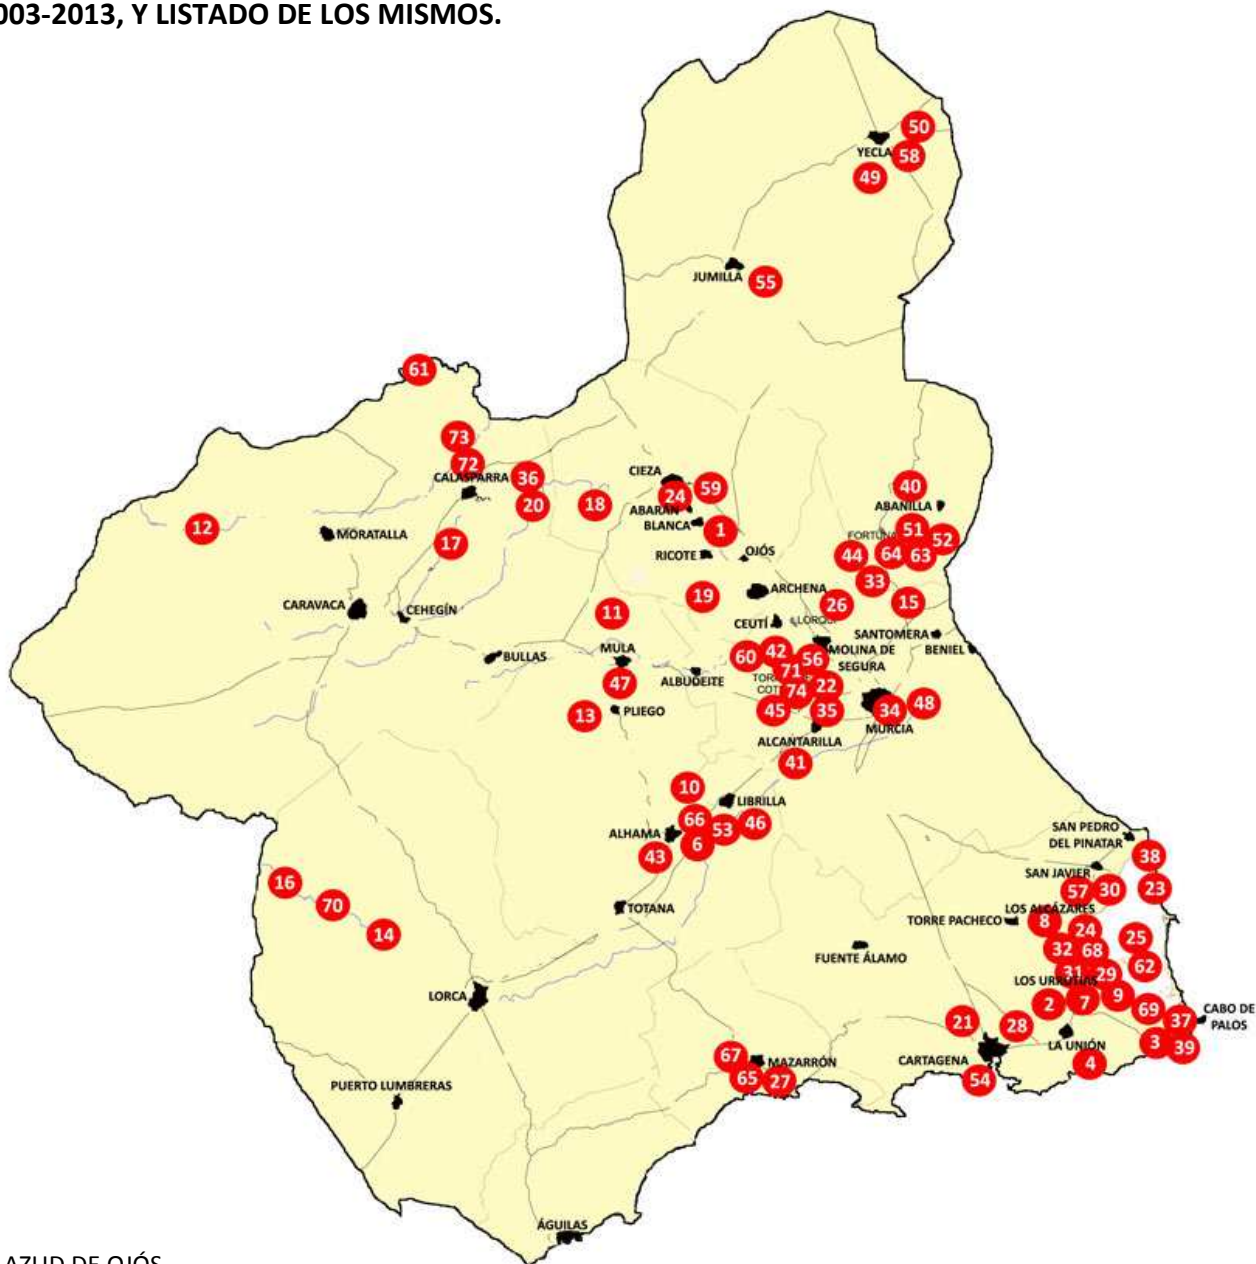 003-2013, Y LISTADO DE LOS MISMOS.
50
YECLA 58
49
JUMILLA 55
61
73
72
CALASPARRA 36
CIEZA
24 59
40
20
18
ABARÁN
ABANILLA
12
MORATALLA
BLANCA 1
51
FORTUNA
52
17
RICOTE
OJÓS
44
64
63
33
ARCHENA
19
26
15
CARAVACA
CEHEGÍN
11
CEUTÍ
LORQUÍ
SANTOMERA
BENIEL
BULLAS
MULA
60
42
56
MOLINA DE
SEGURA
71
ALBUDEITE
47
74
22
13
PLIEGO
45
35
34
48
MURCIA
ALCANTARILLA
41
10
LIBRILLA
66
53
46
ALHAMA
6
43
SAN PEDRO
DEL PINATAR
38
SAN JAVIER
16
57
30
23
70
TOTANA
LOS ALCÁZARES
TORRE PACHECO
8
24
25
14
FUENTE ÁLAMO
32
68
62
31
29
LOS URRUTIAS
LORCA
2
7
9
69
37
CABO DE
PALOS
21
28
LA UNIÓN
3
39
67
MAZARRÓN
CARTAGENA
4
65
27
54
PUERTO LUMBRERAS
ÁGUILAS
AZUD DE OJÓS